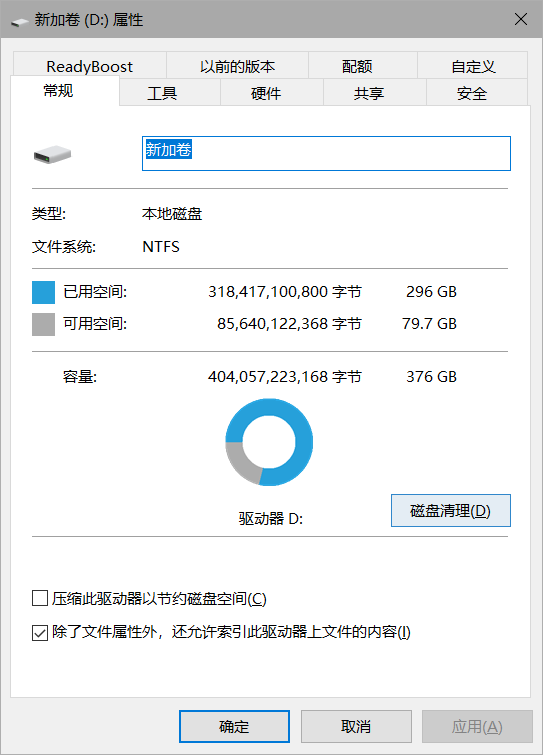 新加卷 (D:) 属性
ReadyBoost 以前的版本 配额 自定义
常规 工具 硬件 共享 安全
新加卷
类型: 本地磁盘
文件系统: NTFS
已用空间: 318,417,100,800 字节 296 GB
可用空间: 85,640,122,368 字节 79.7 GB
容量: 404,057,223,168 字节 376 GB
驱动器 D: 磁盘清理(D)
压缩此驱动器以节约磁盘空间(C)
除了文件属性外，还允许索引此驱动器上文件的内容(I)
确定 取消 应用(A)